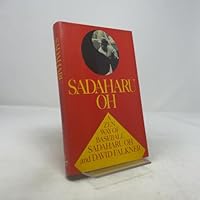 SADAHARU
OH
ZEN
WAY OF
BASEBALL
SADAHARU OH
and DAVID FALKNER